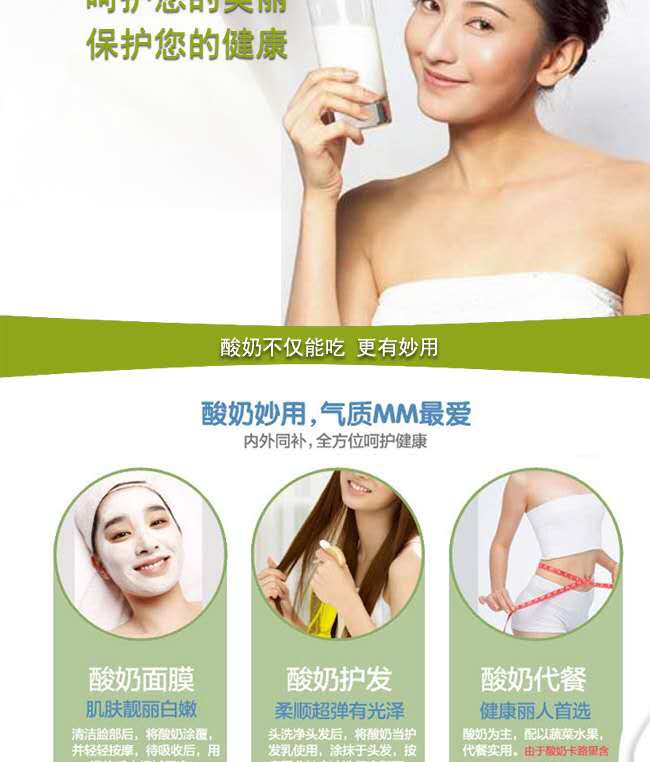 呵护您的美丽
保护您的健康
酸奶不仅能吃 更有妙用
酸奶妙用,气质MM最爱
内外同补,全方位呵护健康
酸奶面膜
肌肤靓丽白嫩
清洁脸部后,将酸奶涂覆,
并轻轻按摩,待吸收后,用
酸奶护发
柔顺超弹有光泽
头洗净头发后,将酸奶当护
发乳使用,涂抹于头发,按
酸奶代餐
健康丽人首选
酸奶为主,配以蔬菜水果,
代餐实用。由于酸奶卡路里含